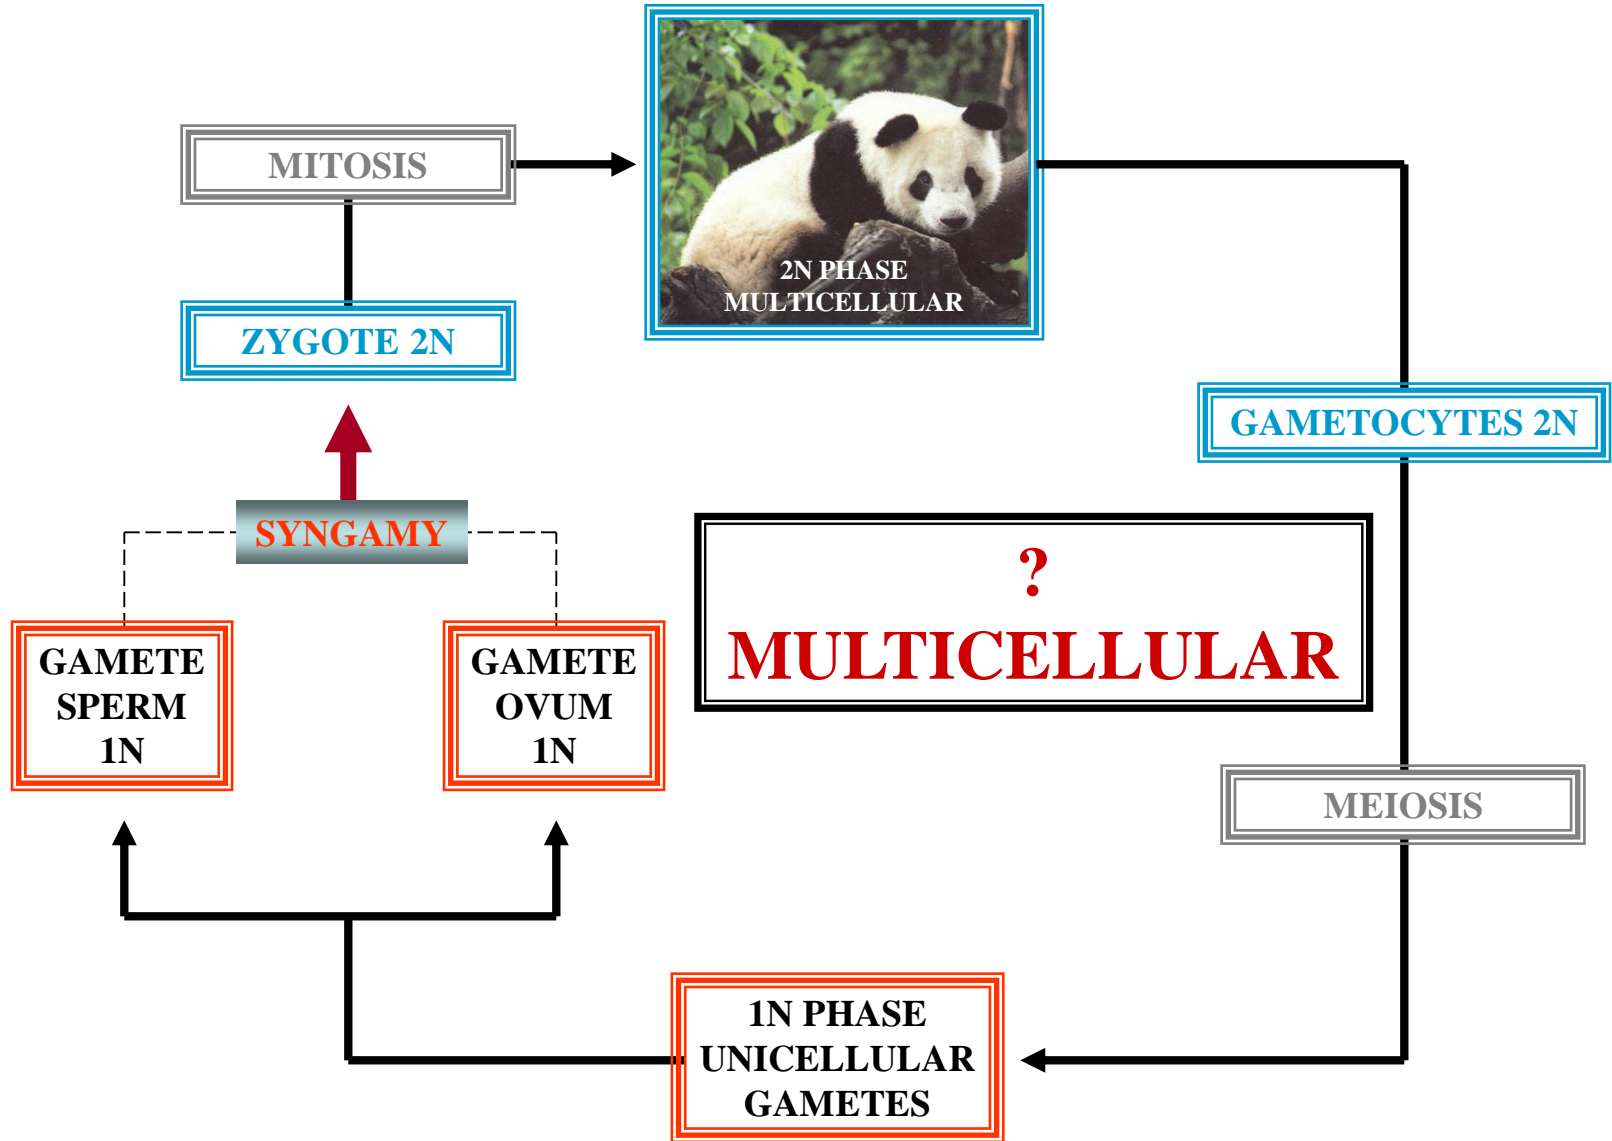 MITOSIS
2N PHASE
MULTICELLULAR
ZYGOTE 2N
GAMETOCYTES 2N
SYNGAMY
?
MULTICELLULAR
GAMETE
SPERM
1N
GAMETE
OVUM
1N
MEIOSIS
1N PHASE
UNICELLULAR
GAMETES